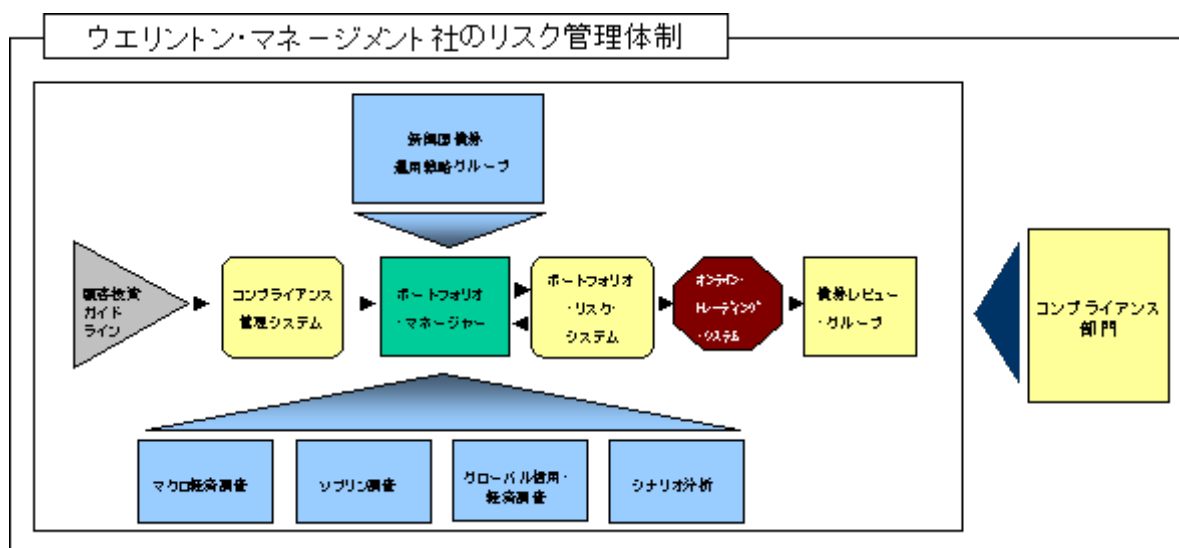 ウエリントン・マネージメント社のリスク管理体制
新興国債券
運用戦略グループ
顧客投資
ガイド
ライン
コンプライアンス
管理システム
ポートフォリオ
・マネージャー
ポートフォリオ
・リスク・
システム
オンライン・
トレーディング
・システム
債券レビュー
・グループ
コンプライアンス
部門
マクロ経済調査
ソブリン調査
グローバル信用・
経済調査
シナリオ分析